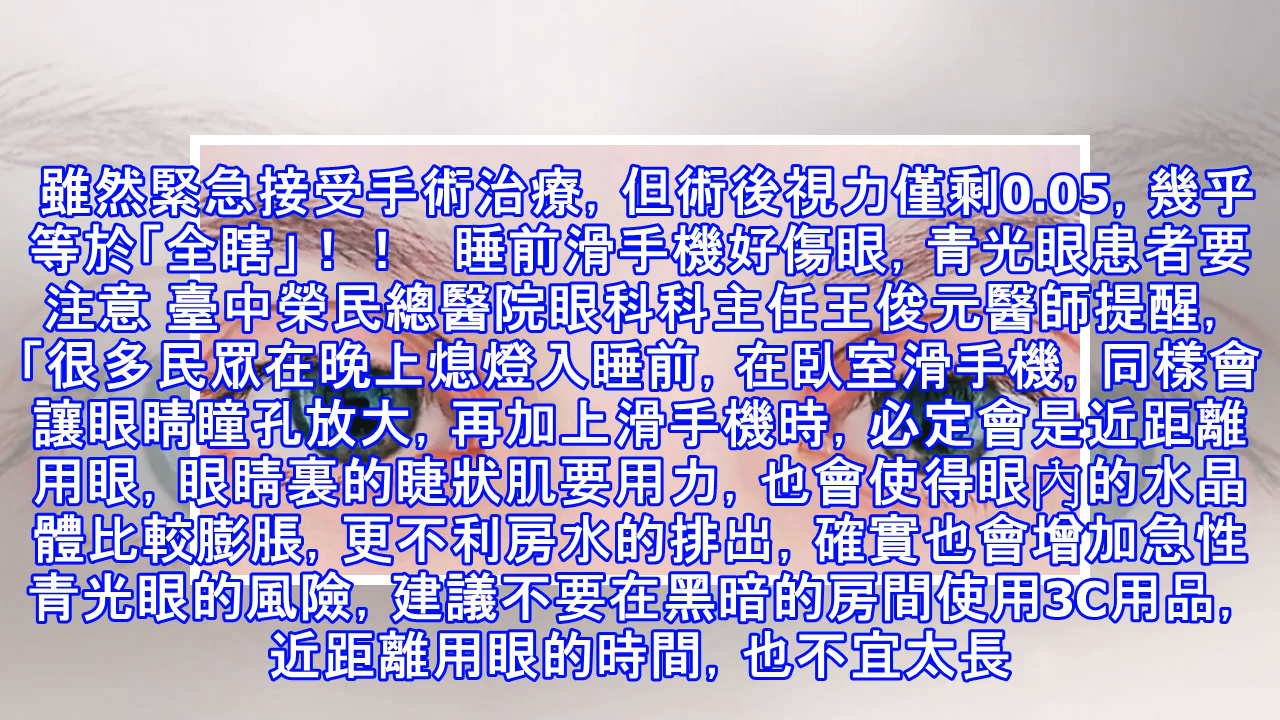 雖然緊急接受手術治療, 但術後視力僅剩0.05, 幾乎
等於「全瞎」！！ 睡前滑手機好傷眼, 青光眼患者要
注意 臺中榮民總醫院眼科科主任王俊元醫師提醒,
「很多民眾在晚上熄燈入睡前, 在臥室滑手機, 同樣會
讓眼睛瞳孔放大, 再加上滑手機時, 必定會是近距離
用眼, 眼睛裏的睫狀肌要用力, 也會使得眼內的水晶
體比較膨脹, 更不利房水的排出, 確實也會增加急性
青光眼的風險, 建議不要在黑暗的房間使用3C用品,
近距離用眼的時間, 也不宜太長